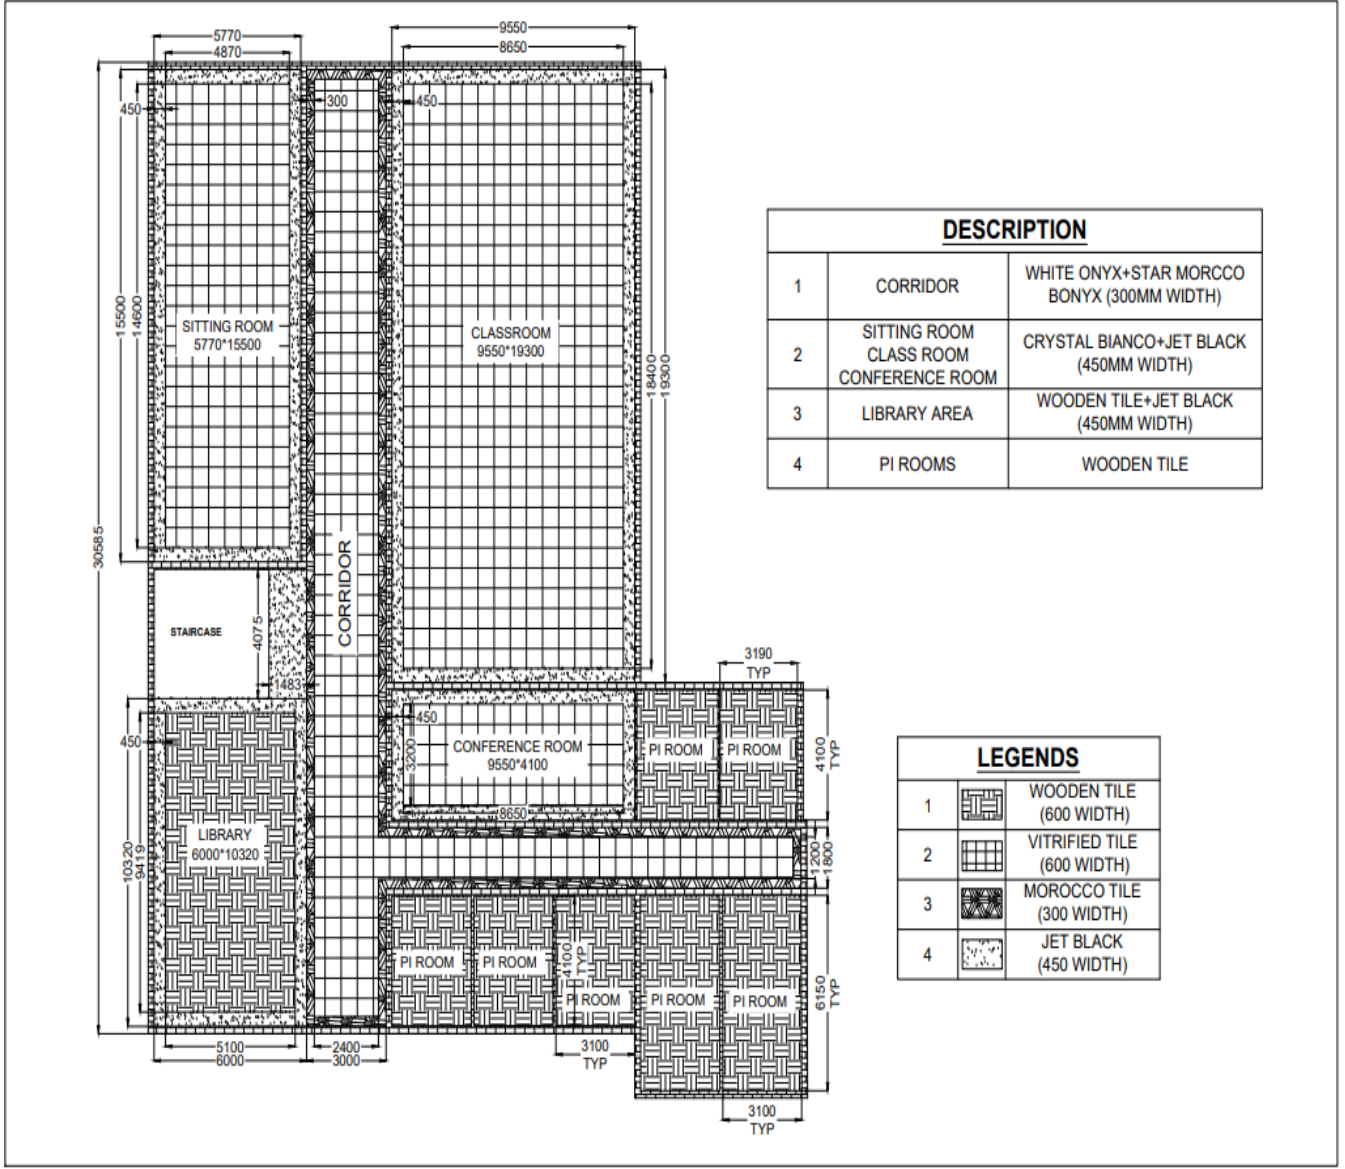 5770
4870
9550
8650
450
300
450
15500
14600
30585
SITTING ROOM
5770*15500
CLASSROOM
9550*19300
18400
19300
CORRIDOR
STAIRCASE
4075
1483
3190
TYP
450
450
3200
CONFERENCE ROOM
9550*4100
8650
PI ROOM
PI ROOM
4100
TYP
LIBRARY
6000*10320
10320
9419
1200
1800
PI ROOM
PI ROOM
4100
TYP
PI ROOM
PI ROOM
PI ROOM
6150
TYP
5100
6000
2400
3000
3100
TYP
3100
TYP
DESCRIPTION
1 CORRIDOR WHITE ONYX+STAR MORCCO
BONYX (300MM WIDTH)
2 SITTING ROOM
CLASS ROOM
CONFERENCE ROOM
CRYSTAL BIANCO+JET BLACK
(450MM WIDTH)
3 LIBRARY AREA WOODEN TILE+JET BLACK
(450MM WIDTH)
4 PI ROOMS WOODEN TILE
LEGENDS
1 WOODEN TILE
(600 WIDTH)
2 VITRIFIED TILE
(600 WIDTH)
3 MOROCCO TILE
(300 WIDTH)
4 JET BLACK
(450 WIDTH)